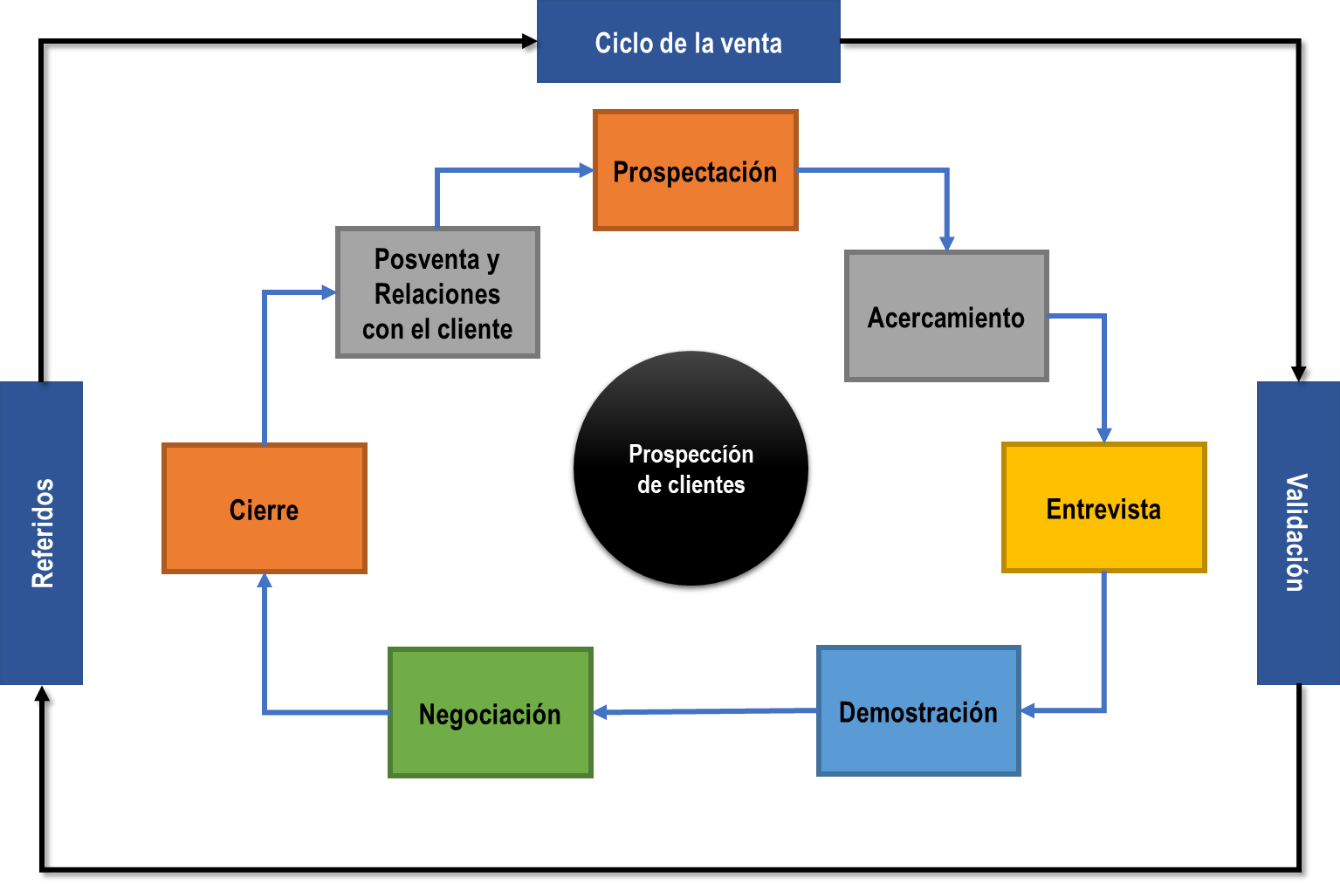 Ciclo de la venta
Prospectación
Posventa y
Relaciones
con el cliente
Acercamiento
Prospeccíón
de clientes
Cierre
Entrevista
Referidos
Validación
Negociación
Demostración